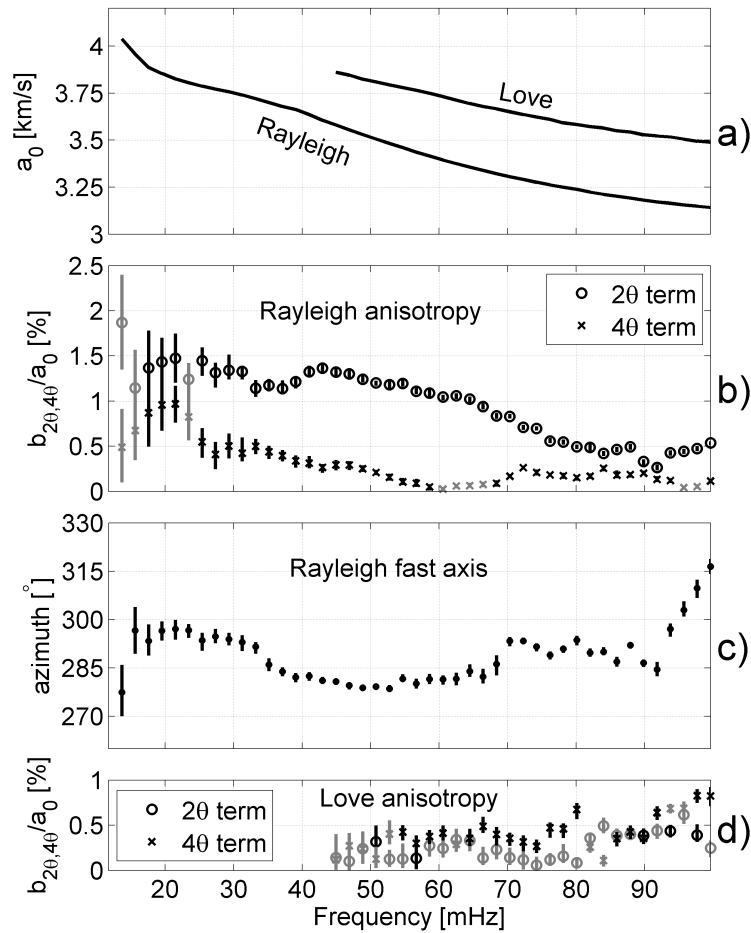 4
3.75
3.5
3.25
3
a₀ [km/s]
Love
Rayleigh
a)
2.5
2
1.5
1
0.5
0
b₂θ,₄θ/a₀ [%]
Rayleigh anisotropy
2θ term
4θ term
b)
330
315
300
285
270
azimuth [°]
Rayleigh fast axis
c)
1
0.5
0
b₂θ,₄θ/a₀ [%]
2θ term
4θ term
Love anisotropy
d)
20 30 40 50 60 70 80 90
Frequency [mHz]